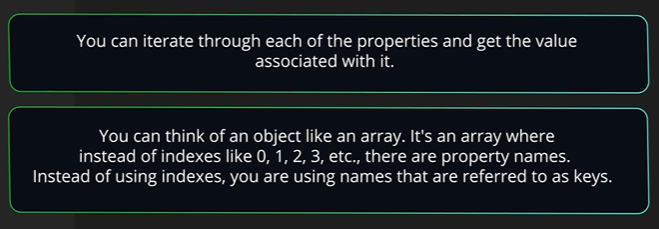 You can iterate through each of the properties and get the value
associated with it.
You can think of an object like an array. It's an array where
instead of indexes like 0, 1, 2, 3, etc., there are property names.
Instead of using indexes, you are using names that are referred to as keys.